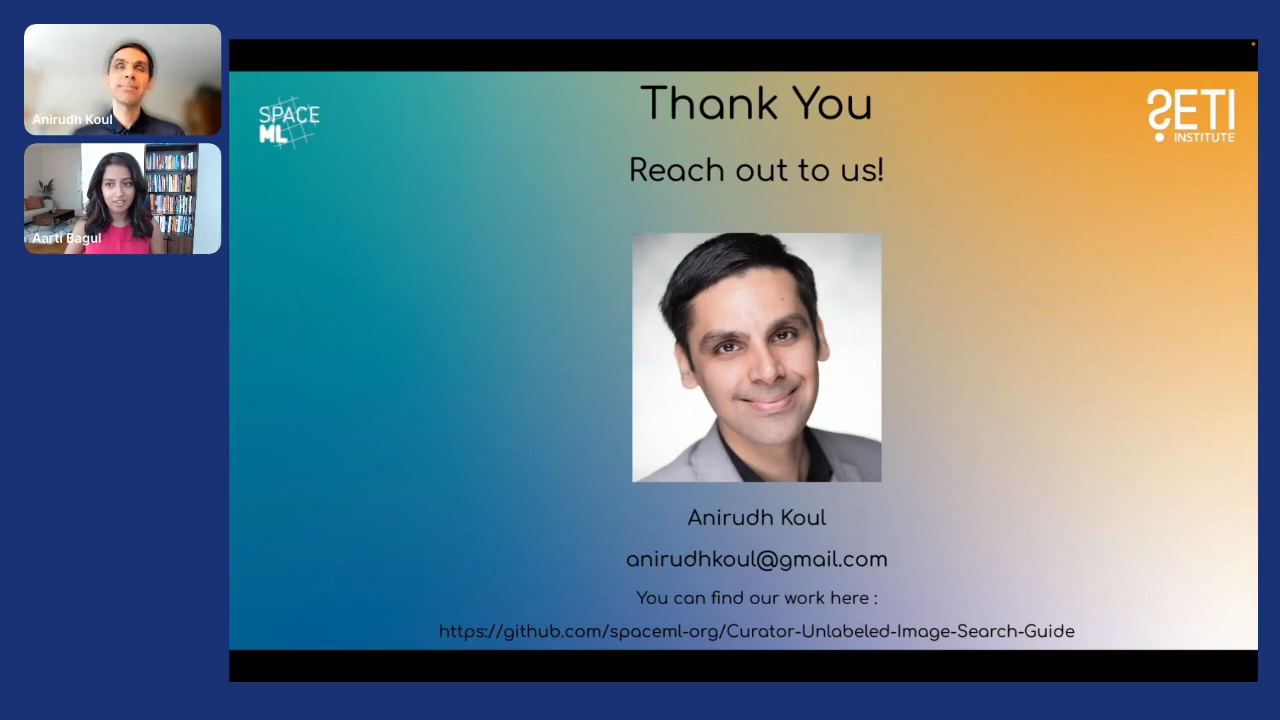 Anirudh Koul
Aarti Bagul
SPACE
ML
SETI
INSTITUTE
Thank You
Reach out to us!
Anirudh Koul
anirudhkoul@gmail.com
You can find our work here :
https://github.com/spaceml-org/Curator-Unlabeled-Image-Search-Guide